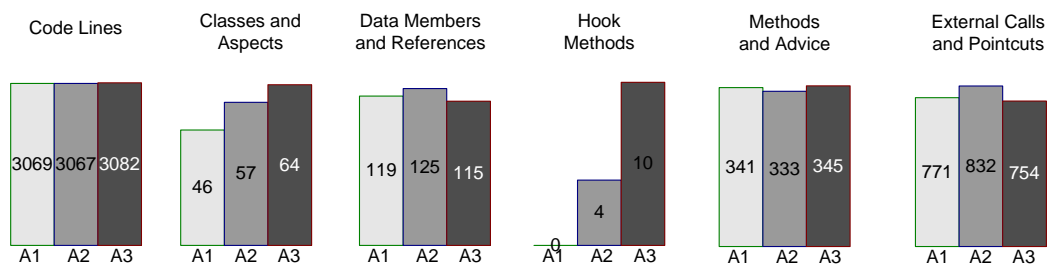 Code Lines
Classes and
Aspects
Data Members
and References
Hook
Methods
Methods
and Advice
External Calls
and Pointcuts
3069 3067 3082
46 57 64
119 125 115
0 4 10
341 333 345
771 832 754
A1 A2 A3
A1 A2 A3
A1 A2 A3
A1 A2 A3
A1 A2 A3
A1 A2 A3